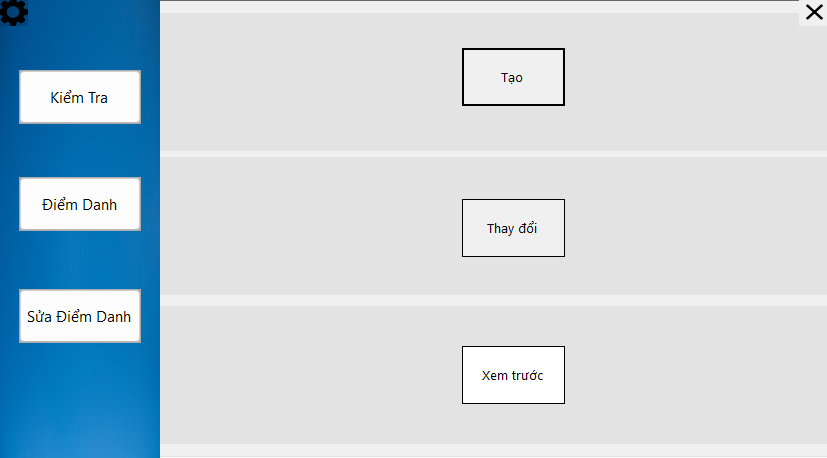 Kiểm Tra
Điểm Danh
Sửa Điểm Danh
Tạo
Thay đổi
Xem trước